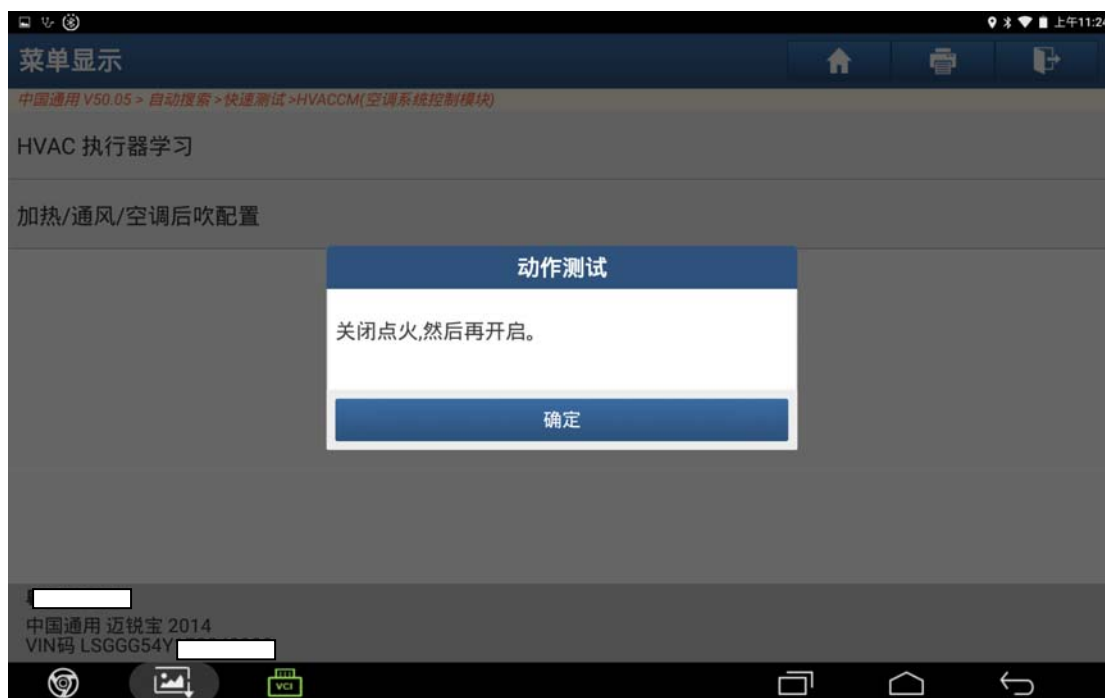 上午11:24
菜单显示
中国通用 V50.05 > 自动搜索 > 快速测试 >HVACCM(空调系统控制模块)
HVAC 执行器学习
加热/通风/空调后吹配置
动作测试
关闭点火,然后再开启。
确定
中国通用 迈锐宝 2014
VIN码 LSGGG54Y
VCI